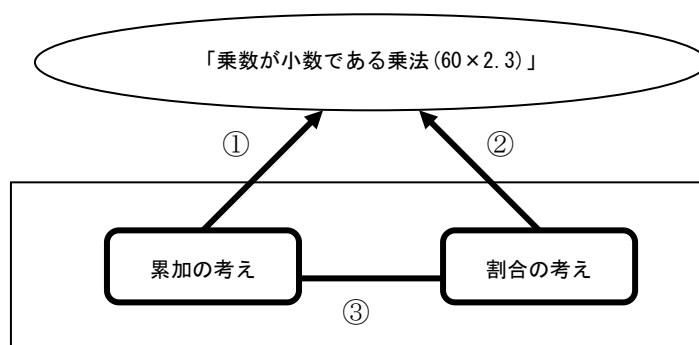 「乗数が小数である乗法(60×2.3)」
①
②
累加の考え
割合の考え
③